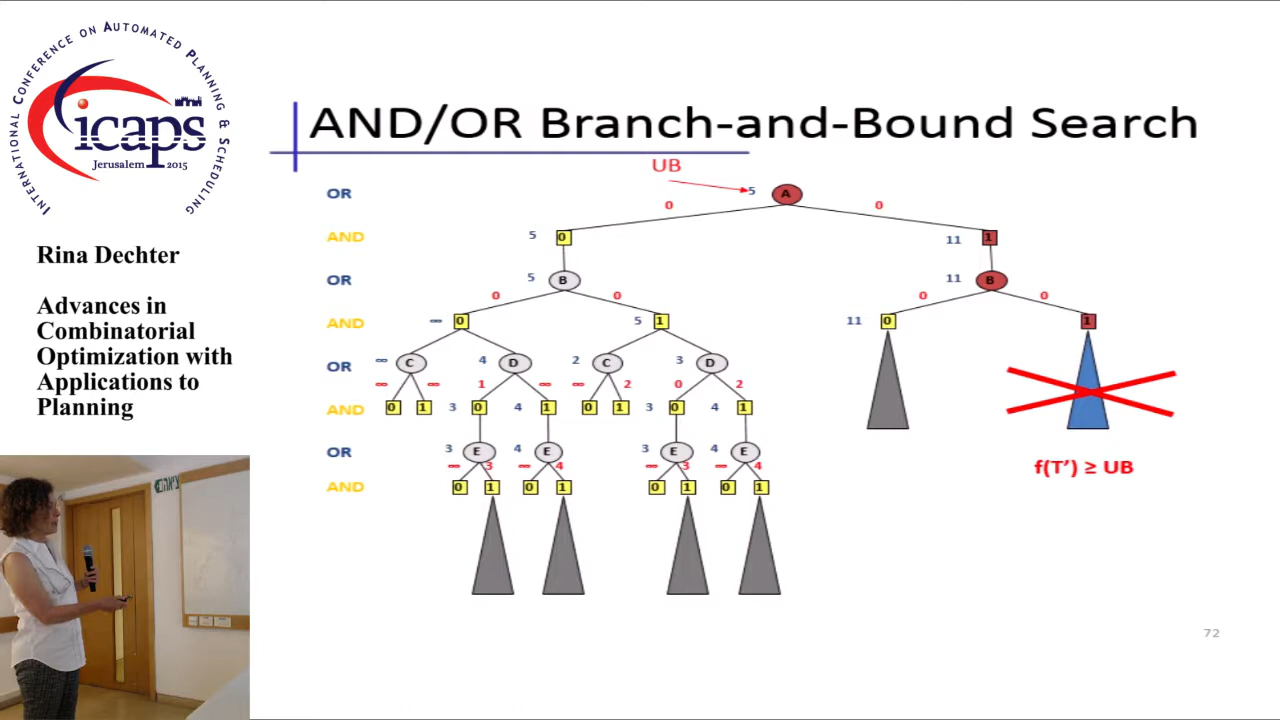 INTERNATIONAL CONFERENCE ON AUTOMATED PLANNING & SCHEDULING
icaps
Jerusalem 2015
Rina Dechter
Advances in
Combinatorial
Optimization with
Applications to
Planning
AND/OR Branch-and-Bound Search
UB
OR 5 A
0 0
AND 5 0 11 1
OR 5 B 11 B
0 0 0 0
AND ∞ 0 5 1 11 0 1
OR ∞ C 4 D 2 C 3 D
∞ ∞ 1 ∞ ∞ 2 0 2
AND 0 1 3 0 4 1 0 1 3 0 4 1
OR 3 E 4 E 3 E 4 E
∞ 3 ∞ 4 ∞ 3 ∞ 4
AND 0 1 0 1 0 1 0 1
f(T’) ≥ UB
72